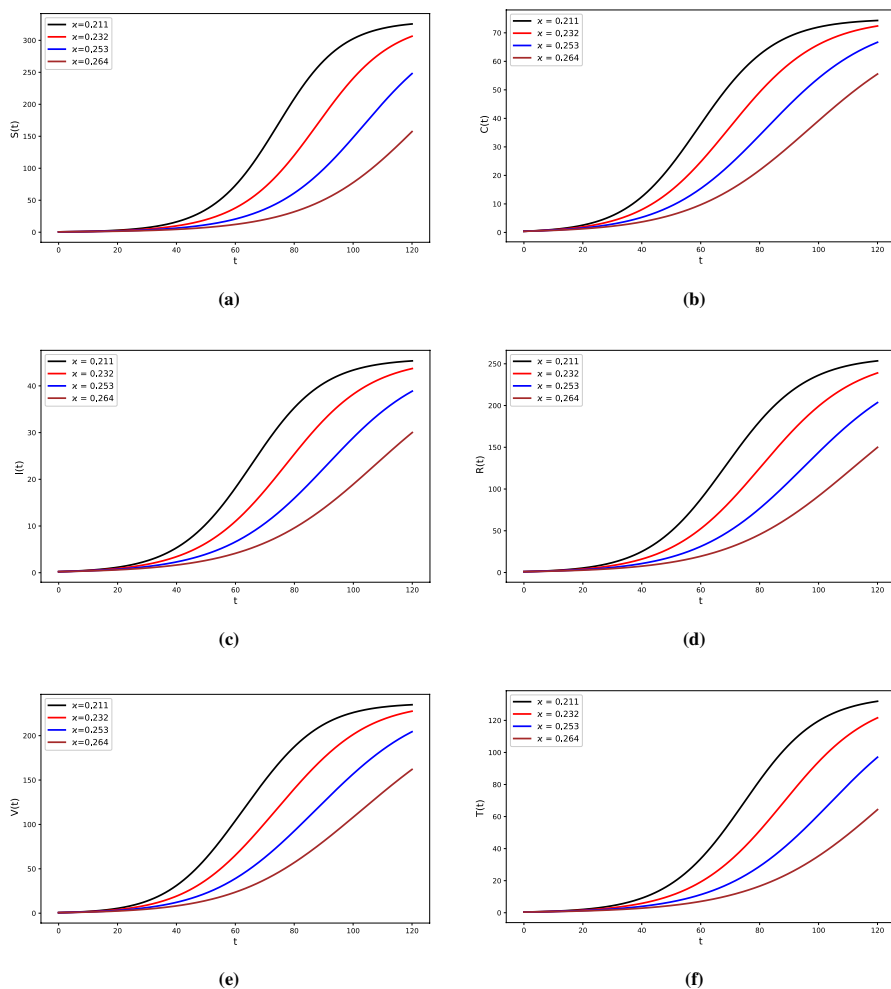 ϰ=0.211
ϰ=0.232
ϰ=0.253
ϰ=0.264
S(t)
300
250
200
150
100
50
0
0 20 40 60 80 100 120
t
(a)
ϰ = 0.211
ϰ = 0.232
ϰ = 0.253
ϰ = 0.264
C(t)
70
60
50
40
30
20
10
0
0 20 40 60 80 100 120
t
(b)
ϰ = 0.211
ϰ = 0.232
ϰ = 0.253
ϰ = 0.264
I(t)
40
30
20
10
0
0 20 40 60 80 100 120
t
(c)
ϰ = 0.211
ϰ = 0.232
ϰ = 0.253
ϰ = 0.264
R(t)
250
200
150
100
50
0
0 20 40 60 80 100 120
t
(d)
ϰ=0.211
ϰ=0.232
ϰ=0.253
ϰ=0.264
V(t)
200
150
100
50
0
0 20 40 60 80 100 120
t
(e)
ϰ = 0.211
ϰ = 0.232
ϰ = 0.253
ϰ = 0.264
T(t)
120
100
80
60
40
20
0
0 20 40 60 80 100 120
t
(f)